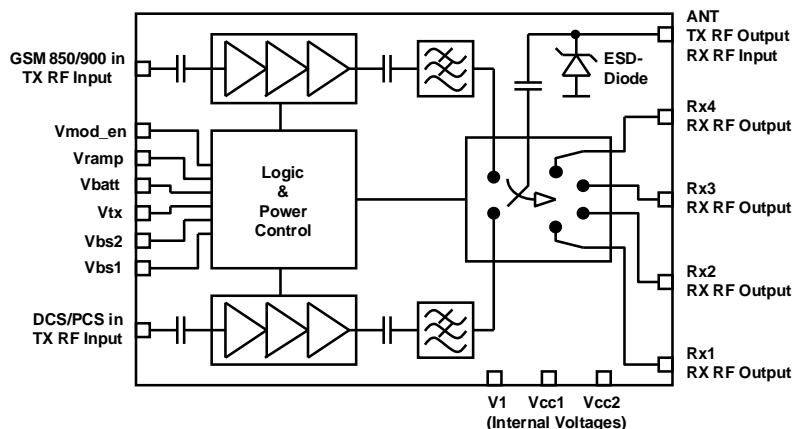 GSM 850/900 in
TX RF Input
Vmod_en
Vramp
Vbatt
Vtx
Vbs2
Vbs1
DCS/PCS in
TX RF Input
Logic
&
Power
Control
ESD-
Diode
ANT
TX RF Output
RX RF Input
Rx4
RX RF Output
Rx3
RX RF Output
Rx2
RX RF Output
Rx1
RX RF Output
V1 Vcc1 Vcc2
(Internal Voltages)